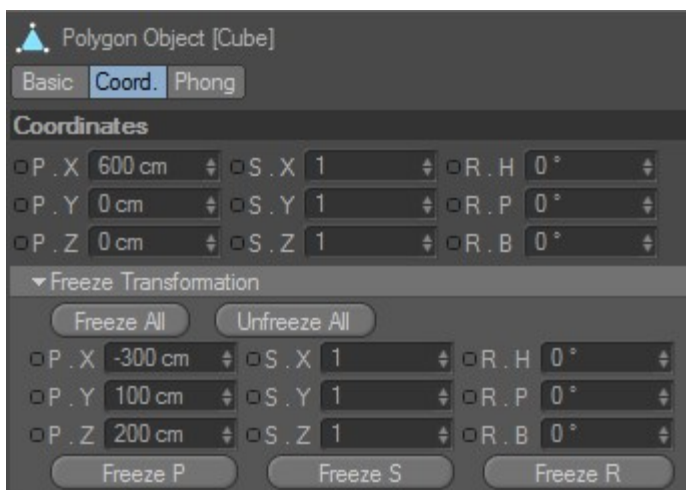 Polygon Object [Cube]
Basic Coord. Phong
Coordinates
P . X 600 cm S . X 1 R . H 0 °
P . Y 0 cm S . Y 1 R . P 0 °
P . Z 0 cm S . Z 1 R . B 0 °
Freeze Transformation
Freeze All Unfreeze All
P . X -300 cm S . X 1 R . H 0 °
P . Y 100 cm S . Y 1 R . P 0 °
P . Z 200 cm S . Z 1 R . B 0 °
Freeze P Freeze S Freeze R